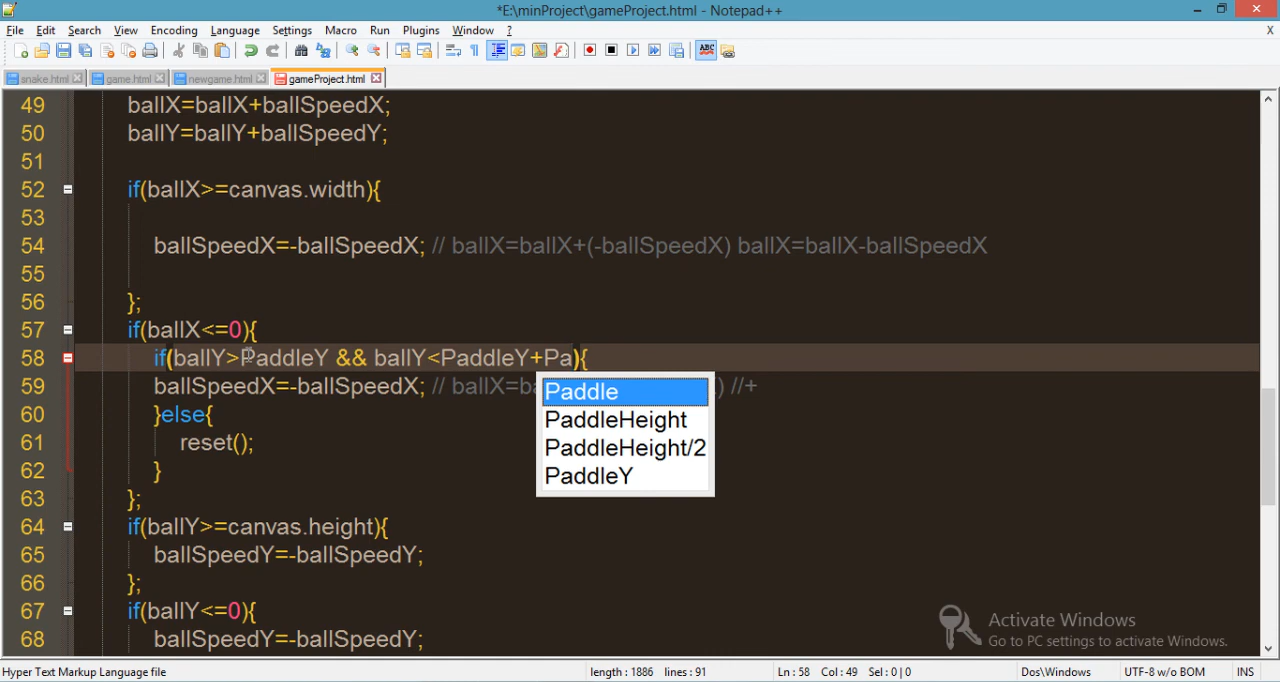 *E:\minProject\gameProject.html - Notepad++
File Edit Search View Encoding Language Settings Macro Run Plugins Window ? X
ABC
snake.html game.html newgame.html gameProject.html
49 ballX=ballX+ballSpeedX;
50 ballY=ballY+ballSpeedY;
51
52 if(ballX>=canvas.width){
53
54 ballSpeedX=-ballSpeedX; // ballX=ballX+(-ballSpeedX) ballX=ballX-ballSpeedX
55
56 };
57 if(ballX<=0){
58 if(ballY>PaddleY && ballY<PaddleY+Pa){
59 ballSpeedX=-ballSpeedX; // ballX=ba ) //+
Paddle
60 }else{
PaddleHeight
61 reset();
PaddleHeight/2
62 }
PaddleY
63 };
64 if(ballY>=canvas.height){
65 ballSpeedY=-ballSpeedY;
66 };
67 if(ballY<=0){
68 ballSpeedY=-ballSpeedY;
Activate Windows
Go to PC settings to activate Windows.
Hyper Text Markup Language file length : 1886 lines : 91 Ln : 58 Col : 49 Sel : 0 | 0 Dos\Windows UTF-8 w/o BOM INS